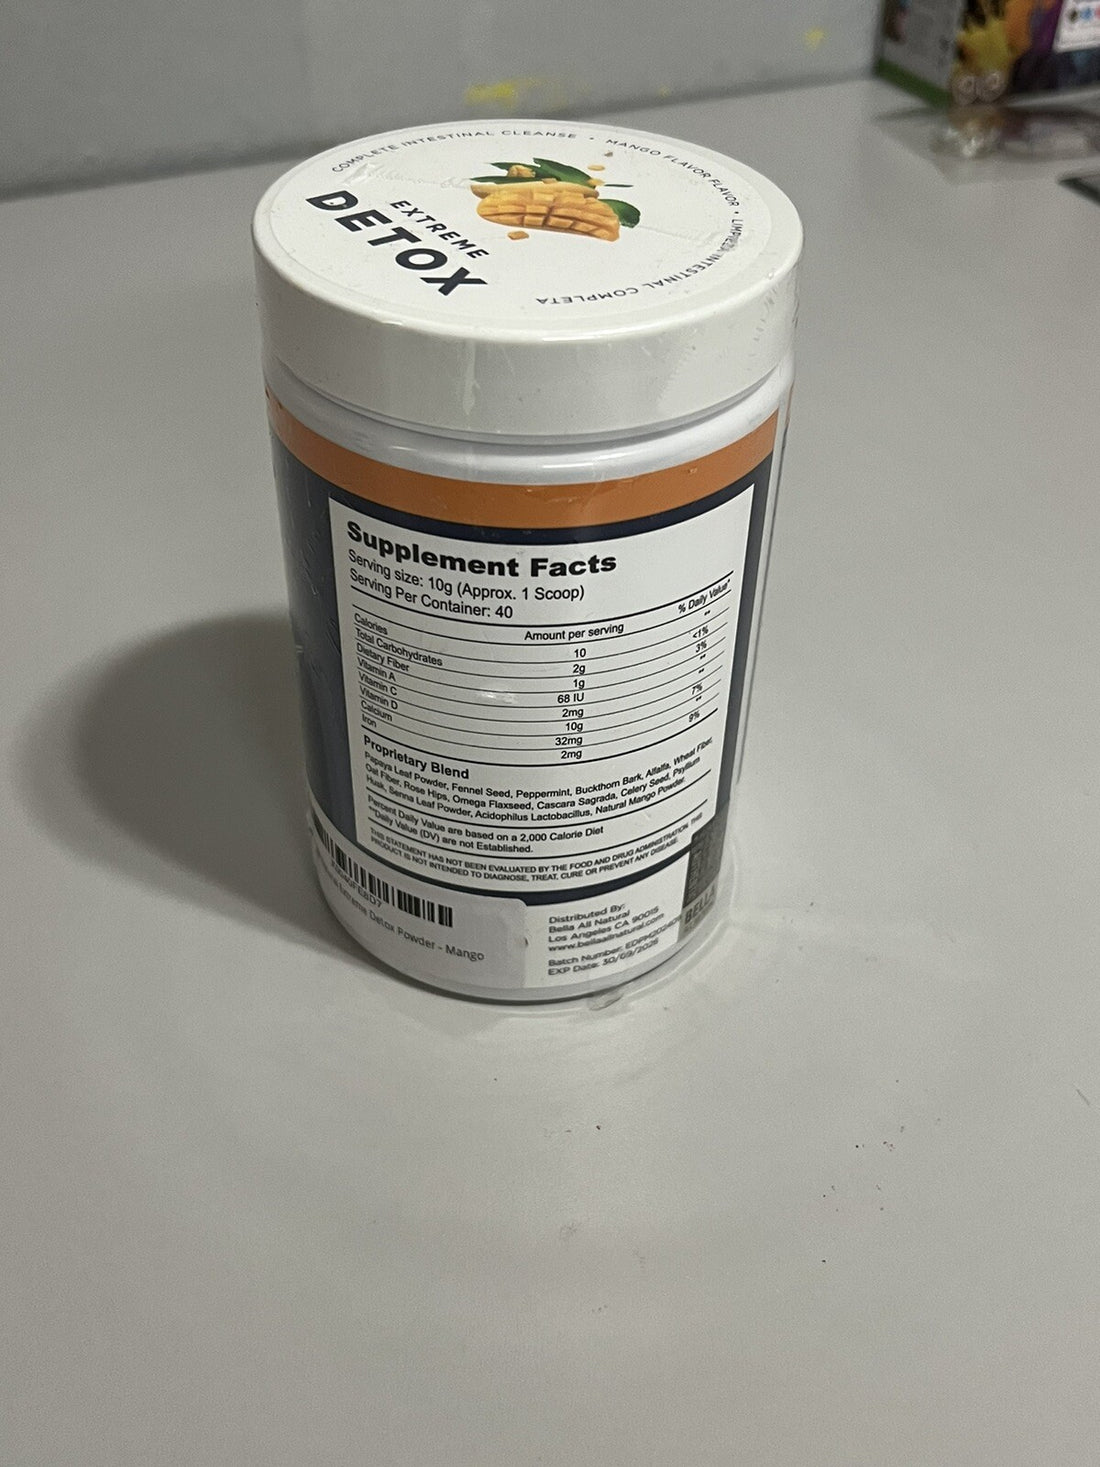 COMPLETE INTESTINAL CLEANSE • MANGO FLAVOR FLAVOR • LIMPIEZA INTESTINAL COMPLETA
EXTREME
DETOX
Supplement Facts
Serving size: 10g (Approx. 1 Scoop)
Serving Per Container: 40
Amount per serving % Daily Value*
Calories 10 **
Total Carbohydrates 2g <1%
Dietary Fiber 1g 3%
Vitamin A 68 IU **
Vitamin C 2mg **
Vitamin D 10g 7%
Calcium 32mg **
Iron 2mg 9%
Proprietary Blend
Papaya Leaf Powder, Fennel Seed, Peppermint, Buckthorn Bark, Alfalfa, Wheat Fiber,
Oat Fiber, Rose Hips, Omega Flaxseed, Cascara Sagrada, Celery Seed, Psyllium
Husk, Senna Leaf Powder, Acidophilus Lactobacillus, Natural Mango Powder.
Percent Daily Value are based on a 2,000 Calorie Diet
**Daily Value (DV) are not Established.
THIS STATEMENT HAS NOT BEEN EVALUATED BY THE FOOD AND DRUG ADMINISTRATION. THIS
PRODUCT IS NOT INTENDED TO DIAGNOSE, TREAT, CURE OR PREVENT ANY DISEASE.
Extreme Detox Powder - Mango
Distributed By:
Bella All Natural
Los Angeles CA 90015
www.bellaallnatural.com
Batch Number:
EXP Date: 30/09/2026
BELLA